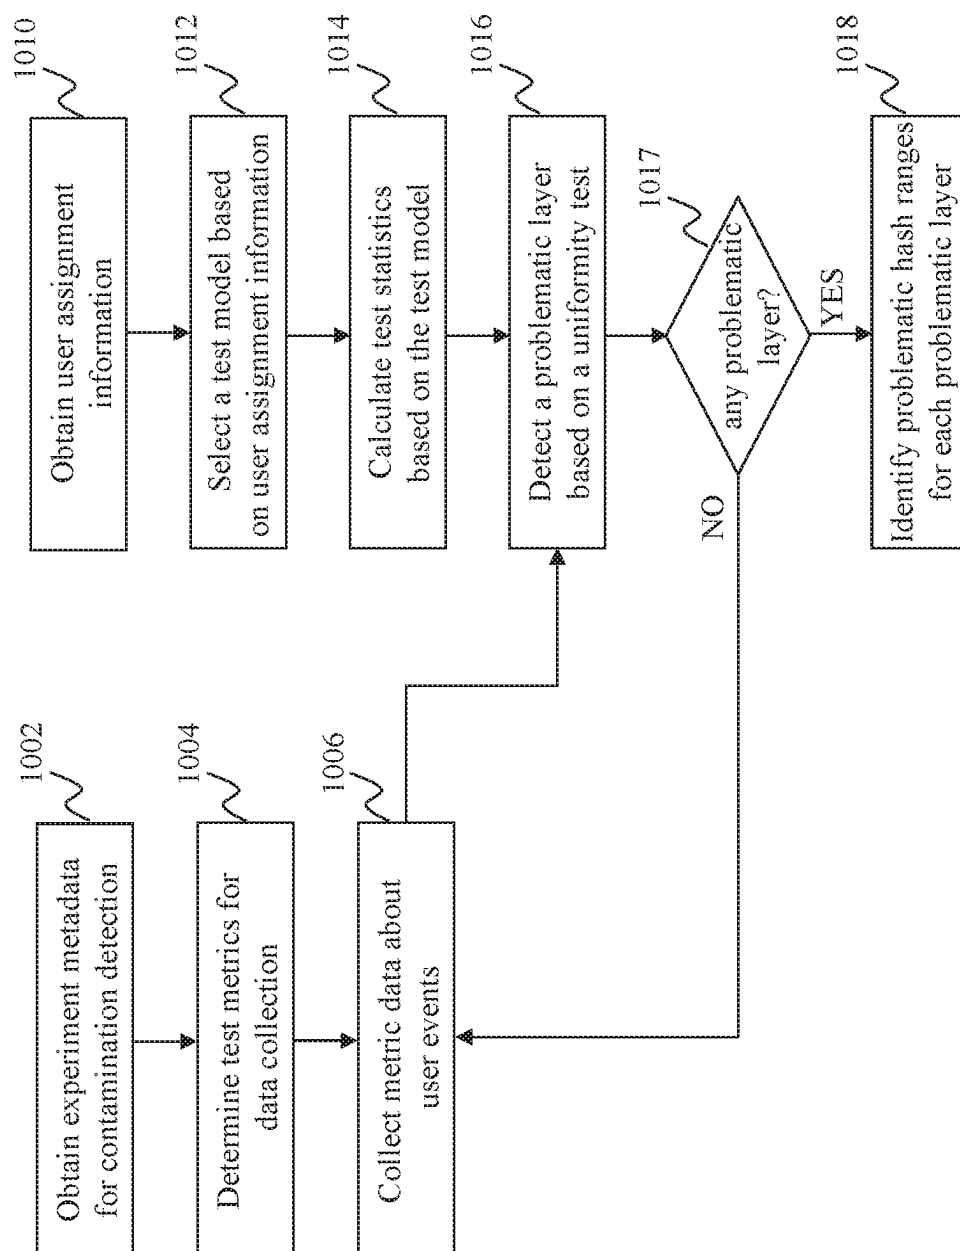 1002
Obtain experiment metadata
for contamination detection
1004
Determine test metrics for
data collection
1006
Collect metric data about
user events
1010
Obtain user assignment
information
1012
Select a test model based
on user assignment information
1014
Calculate test statistics
based on the test model
1016
Detect a problematic layer
based on a uniformity test
1017
any problematic
layer?
NO
YES
1018
Identify problematic hash ranges
for each problematic layer